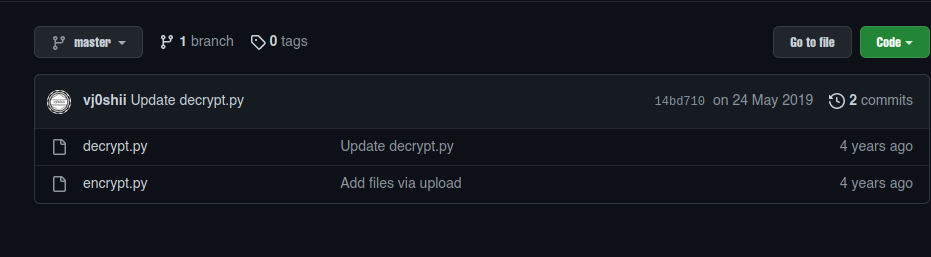 master 1 branch 0 tags Go to file Code
vj0shii Update decrypt.py 14bd710 on 24 May 2019 2 commits
decrypt.py Update decrypt.py 4 years ago
encrypt.py Add files via upload 4 years ago